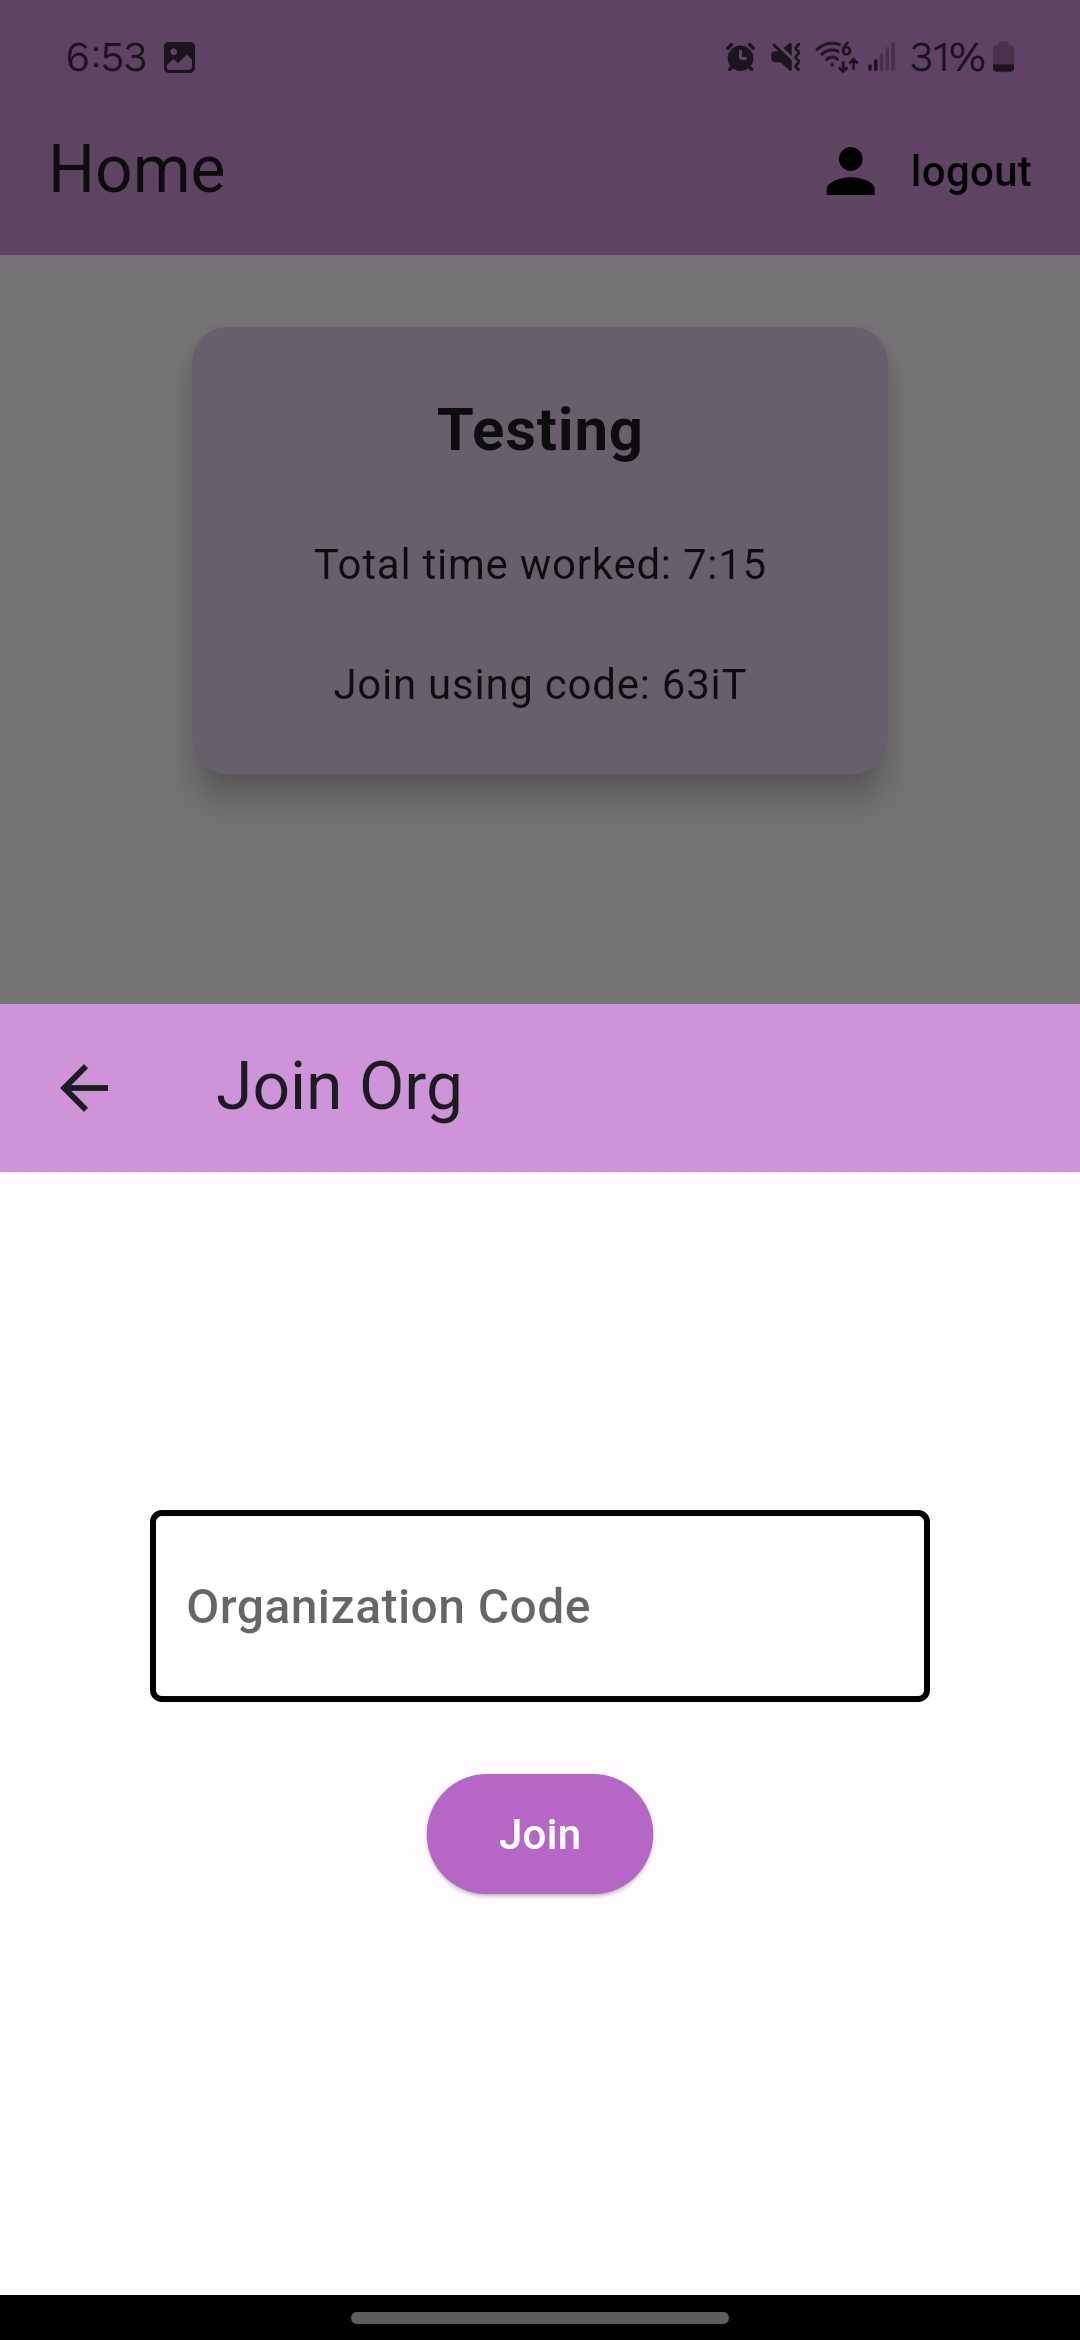 6:53 6 31%
Home logout
Testing
Total time worked: 7:15
Join using code: 63iT
Join Org
Organization Code
Join